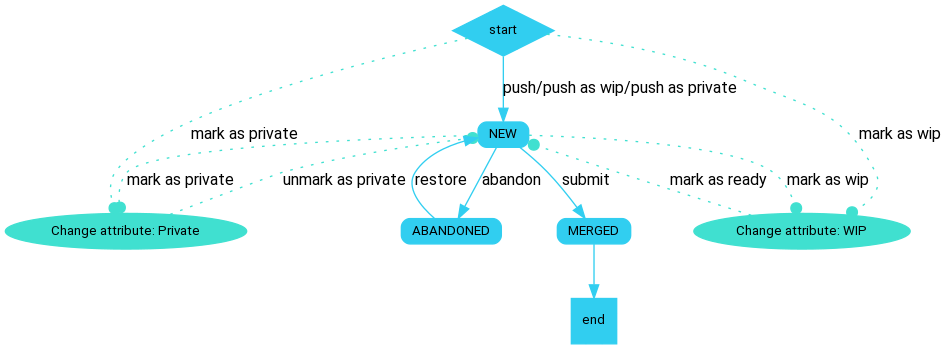 start
push/push as wip/push as private
mark as private
mark as wip
NEW
mark as private
unmark as private
restore
abandon
submit
mark as ready
mark as wip
Change attribute: Private
ABANDONED
MERGED
Change attribute: WIP
end